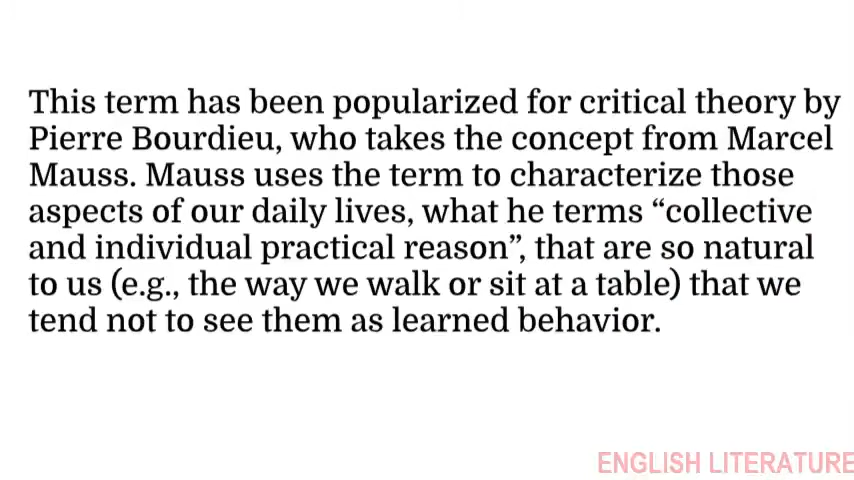 This term has been popularized for critical theory by
Pierre Bourdieu, who takes the concept from Marcel
Mauss. Mauss uses the term to characterize those
aspects of our daily lives, what he terms “collective
and individual practical reason”, that are so natural
to us (e.g., the way we walk or sit at a table) that we
tend not to see them as learned behavior.
ENGLISH LITERATURE